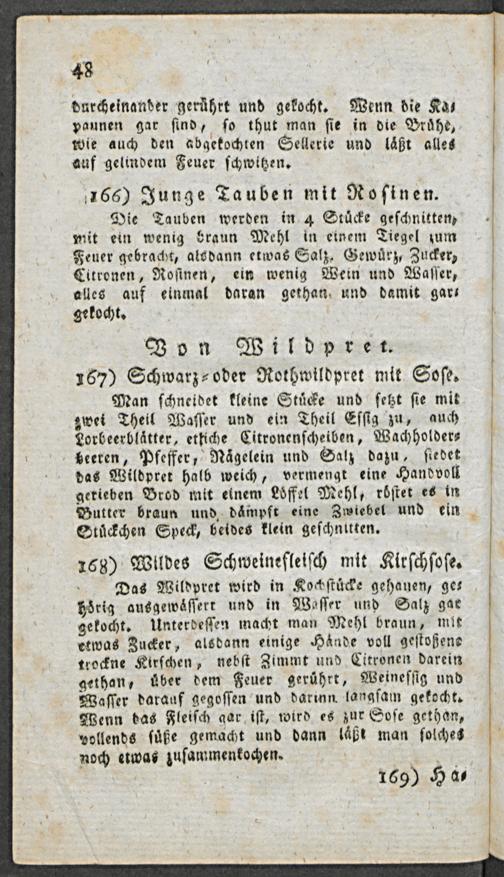 48
durcheinander gerührt und gekocht. Wenn die Ka⸗
paunen gar sind, so thut man sie in die Brühe,
wie auch den abgekochten Sellerie und läßt alles
auf gelindem Feuer schwitzen.
166) Junge Tauben mit Rosinen.
Die Tauben werden in 4 Stücke geschnitten,
mit ein wenig braun Mehl in einem Tiegel zum
Feuer gebracht, alsdann etwas Salz, Gewürz, Zucker,
Citronen, Rosinen, ein wenig Wein und Wasser,
alles auf einmal daran gethan und damit gar⸗
gekocht.
Von Wildpret.
167) Schwarz⸗oder Rothwildpret mit Sose.
Man schneidet kleine Stücke und setzt sie mit
zwei Theil Wasser und ein Theil Essig zu, auch
Lorbeerblätter, etliche Citronenscheiben, Wachholder⸗
beeren, Pfeffer, Nägelein und Salz dazu, siedet
das Wildpret halb weich, vermengt eine Handvoll
gerieben Brod mit einem Löffel Mehl, röstet es in
Butter braun und dämpft eine Zwiebel und ein
Stückchen Speck, beides klein geschnitten.
168) Wildes Schweinefleisch mit Kirschsose.
Das Wildpret wird in Kochstücke gehauen, ge⸗
hörig ausgewässert und in Wasser und Salz gar
gekocht. Unterdessen macht man Mehl braun, mit
etwas Zucker, alsdann einige Hände voll gestoßene
trockne Kirschen, nebst Zimmt und Citronen darein
gethan, über dem Feuer gerührt, Weinessig und
Wasser darauf gegossen und darinn langsam gekocht.
Wenn das Fleisch gar ist, wird es zur Sose gethan,
vollends süße gemacht und dann läßt man solches
noch etwas zusammenkochen.
169) Ha⸗